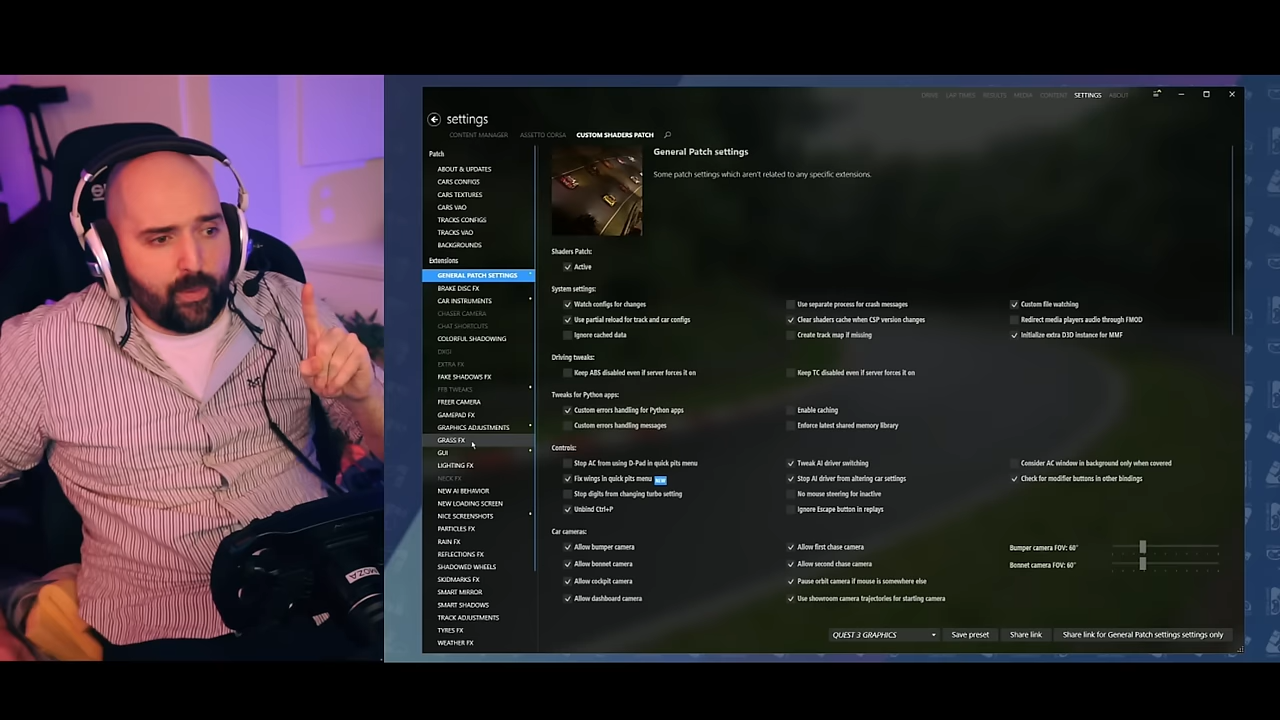 DRIVE LAP TIMES RESULTS MEDIA CONTENT SETTINGS ABOUT
settings
CONTENT MANAGER ASSETTO CORSA CUSTOM SHADERS PATCH
Patch
ABOUT & UPDATES
CARS CONFIGS
CARS TEXTURES
CARS VAO
TRACKS CONFIGS
TRACKS VAO
BACKGROUNDS
Extensions
GENERAL PATCH SETTINGS
BRAKE DISC FX
CAR INSTRUMENTS
CHASER CAMERA
CHAT SHORTCUTS
COLORFUL SHADOWING
DXGI
EXTRA FX
FAKE SHADOWS FX
FFB TWEAKS
FREER CAMERA
GAMEPAD FX
GRAPHICS ADJUSTMENTS
GRASS FX
GUI
LIGHTING FX
NECK FX
NEW AI BEHAVIOR
NEW LOADING SCREEN
NICE SCREENSHOTS
PARTICLES FX
RAIN FX
REFLECTIONS FX
SHADOWED WHEELS
SKIDMARKS FX
SMART MIRROR
SMART SHADOWS
TRACK ADJUSTMENTS
TYRES FX
WEATHER FX
General Patch settings
Some patch settings which aren't related to any specific extensions.
Shaders Patch:
Active
System settings:
Watch configs for changes Use separate process for crash messages Custom file watching
Use partial reload for track and car configs Clear shaders cache when CSP version changes Redirect media players audio through FMOD
Ignore cached data Create track map if missing Initialize extra D3D instance for MMF
Driving tweaks:
Keep ABS disabled even if server forces it on Keep TC disabled even if server forces it on
Tweaks for Python apps:
Custom errors handling for Python apps Enable caching
Custom errors handling messages Enforce latest shared memory library
Controls:
Stop AC from using D-Pad in quick pits menu Tweak AI driver switching Consider AC window in background only when covered
Fix wings in quick pits menu NEW Stop AI driver from altering car settings Check for modifier buttons in other bindings
Stop digits from changing turbo setting No mouse steering for inactive
Unbind Ctrl+P Ignore Escape button in replays
Car cameras:
Allow bumper camera Allow first chase camera Bumper camera FOV: 60°
Allow bonnet camera Allow second chase camera Bonnet camera FOV: 60°
Allow cockpit camera Pause orbit camera if mouse is somewhere else
Allow dashboard camera Use showroom camera trajectories for starting camera
QUEST 3 GRAPHICS Save preset Share link Share link for General Patch settings settings only
MOZA